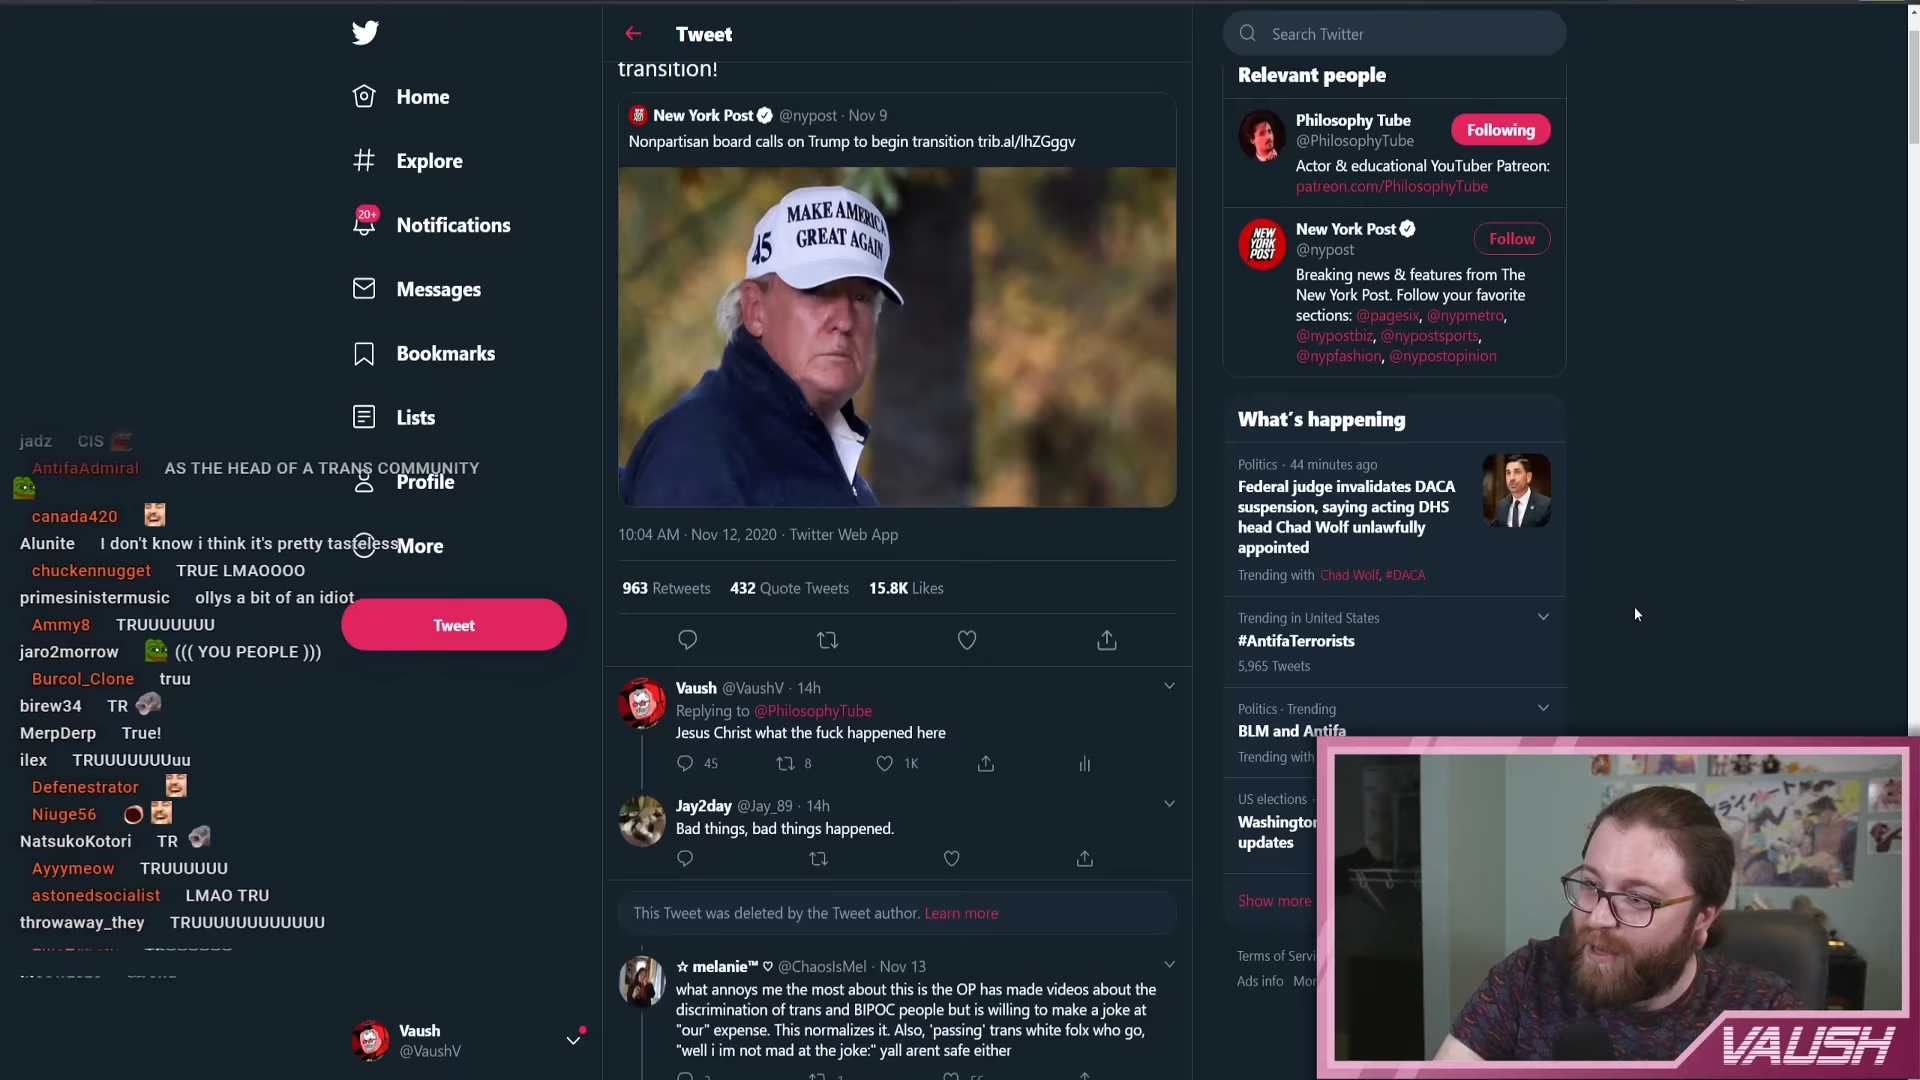 Home
Explore
20+
Notifications
Messages
Bookmarks
Lists
Profile
More
Tweet
Vaush
@VaushV
jadz CIS
AntifaAdmiral AS THE HEAD OF A TRANS COMMUNITY
canada420
Alunite I don't know i think it's pretty tasteless
chuckennugget TRUE LMAOOOO
primesinistermusic ollys a bit of an idiot
Ammy8 TRUUUUUUU
jaro2morrow ((( YOU PEOPLE )))
Burcol_Clone truu
birew34 TR
MerpDerp True!
ilex TRUUUUUUUuu
Defenestrator
Niuge56
NatsukoKotori TR
Ayyymeow TRUUUUUU
astonedsocialist LMAO TRU
throwaway_they TRUUUUUUUUUUUU
Tweet
transition!
New York Post @nypost · Nov 9
Nonpartisan board calls on Trump to begin transition trib.al/lhZGggv
MAKE AMERICA
GREAT AGAIN
45
10:04 AM · Nov 12, 2020 · Twitter Web App
963 Retweets 432 Quote Tweets 15.8K Likes
Vaush @VaushV · 14h
Replying to @PhilosophyTube
Jesus Christ what the fuck happened here
45 8 1K
Jay2day @Jay_89 · 14h
Bad things, bad things happened.
This Tweet was deleted by the Tweet author. Learn more
☆ melanie™ ♡ @ChaosIsMel · Nov 13
what annoys me the most about this is the OP has made videos about the
discrimination of trans and BIPOC people but is willing to make a joke at
"our" expense. This normalizes it. Also, 'passing' trans white folx who go,
"well i im not mad at the joke:" yall arent safe either
Search Twitter
Relevant people
Philosophy Tube
@PhilosophyTube
Following
Actor & educational YouTuber Patreon:
patreon.com/PhilosophyTube
NEW
YORK
POST
New York Post
@nypost
Follow
Breaking news & features from The
New York Post. Follow your favorite
sections: @pagesix, @nypmetro,
@nypostbiz, @nypostsports,
@nypfashion, @nypostopinion
What's happening
Politics · 44 minutes ago
Federal judge invalidates DACA
suspension, saying acting DHS
head Chad Wolf unlawfully
appointed
Trending with Chad Wolf, #DACA
Trending in United States
#AntifaTerrorists
5,965 Tweets
Politics · Trending
BLM and Antifa
Trending with
US elections ·
Washington
updates
Show more
Terms of Servi
Ads info Mor
VAUSH